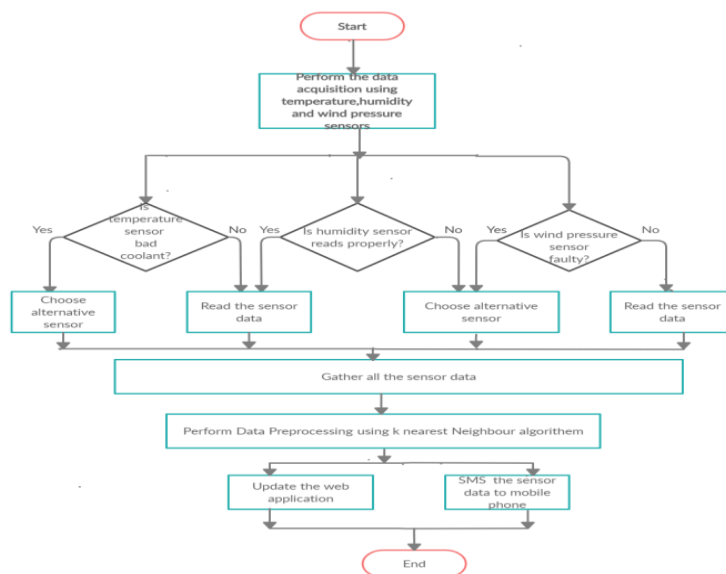 Start
Perform the data
acquisition using
temperature,humidity
and wind pressure
sensors
Is
temperature
sensor
bad
coolant?
Yes
No
Is humidity sensor
reads properly?
Yes
No
Is wind pressure
sensor
faulty?
Yes
No
Choose
alternative
sensor
Read the sensor
data
Choose alternative
sensor
Read the sensor
data
Gather all the sensor data
Perform Data Preprocessing using k nearest Neighbour algorithem
Update the web
application
SMS the sensor
data to mobile
phone
End